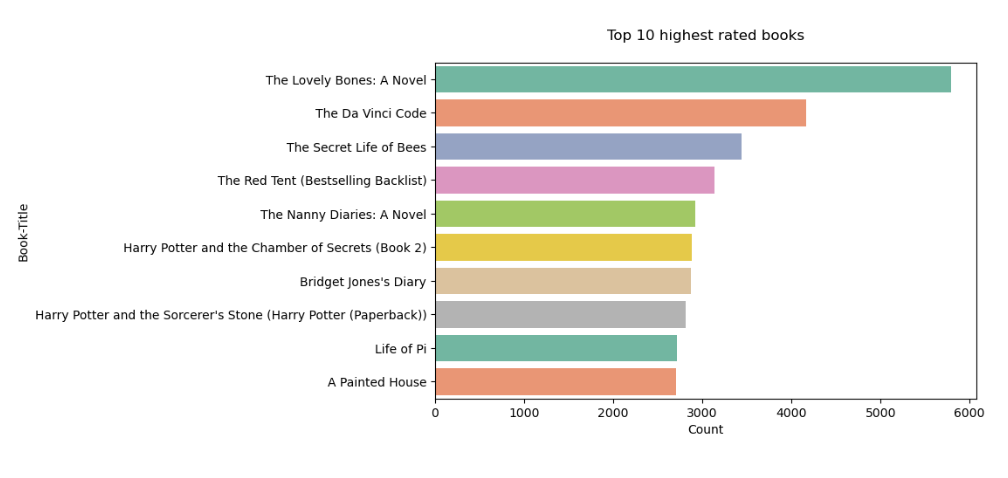 Top 10 highest rated books
Book-Title
The Lovely Bones: A Novel
The Da Vinci Code
The Secret Life of Bees
The Red Tent (Bestselling Backlist)
The Nanny Diaries: A Novel
Harry Potter and the Chamber of Secrets (Book 2)
Bridget Jones's Diary
Harry Potter and the Sorcerer's Stone (Harry Potter (Paperback))
Life of Pi
A Painted House
0 1000 2000 3000 4000 5000 6000
Count